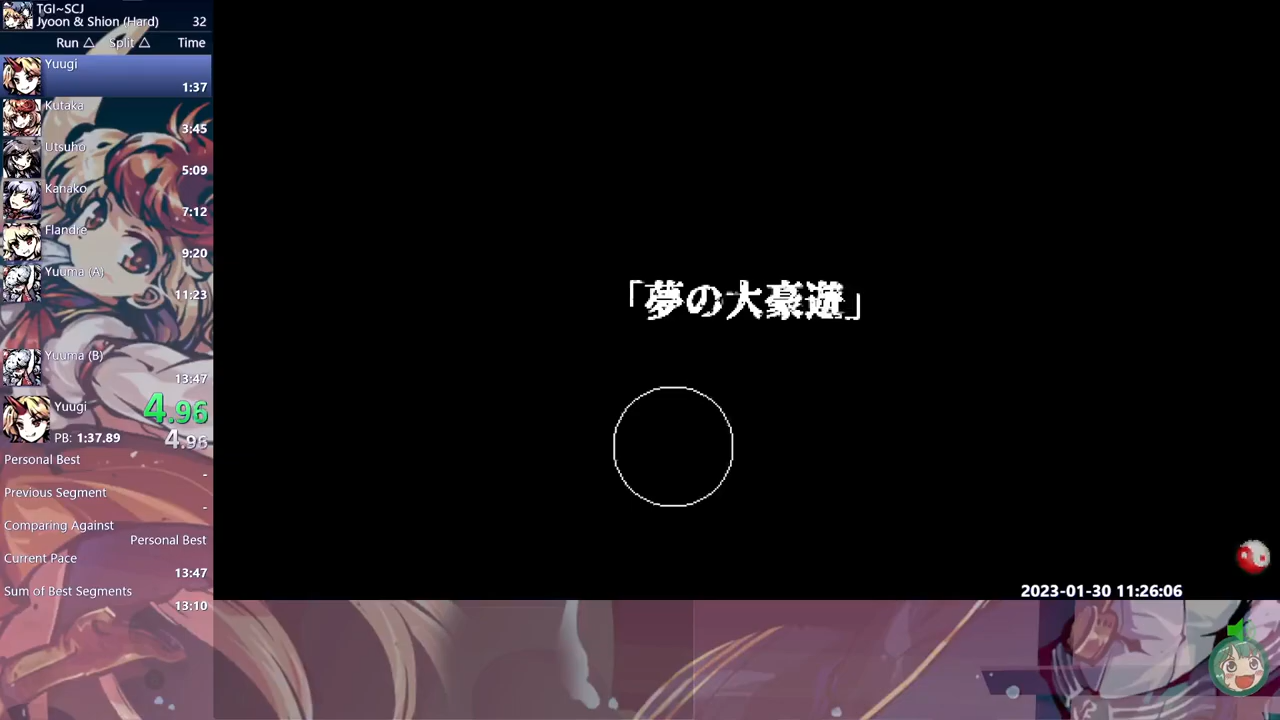 TGI~SCJ
Jyoon & Shion (Hard) 32
Run △ Split △ Time
Yuugi
1:37
Kutaka
3:45
Utsuho
5:09
Kanako
7:12
Flandre
9:20
Yuuma (A)
11:23
Yuuma (B)
13:47
Yuugi 4.96
PB: 1:37.89 4.96
Personal Best
-
Previous Segment
-
Comparing Against
Personal Best
Current Pace
13:47
Sum of Best Segments
13:10
「夢の大豪遊」
2023-01-30 11:26:06